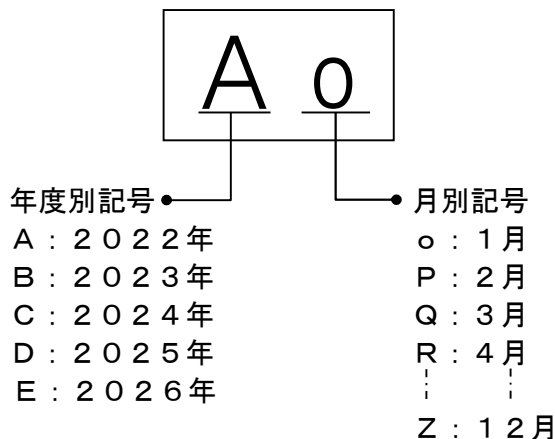 Ａｏ
年度別記号
Ａ：２０２２年
Ｂ：２０２３年
Ｃ：２０２４年
Ｄ：２０２５年
Ｅ：２０２６年
月別記号
ｏ：１月
Ｐ：２月
Ｑ：３月
Ｒ：４月
Ｚ：１２月